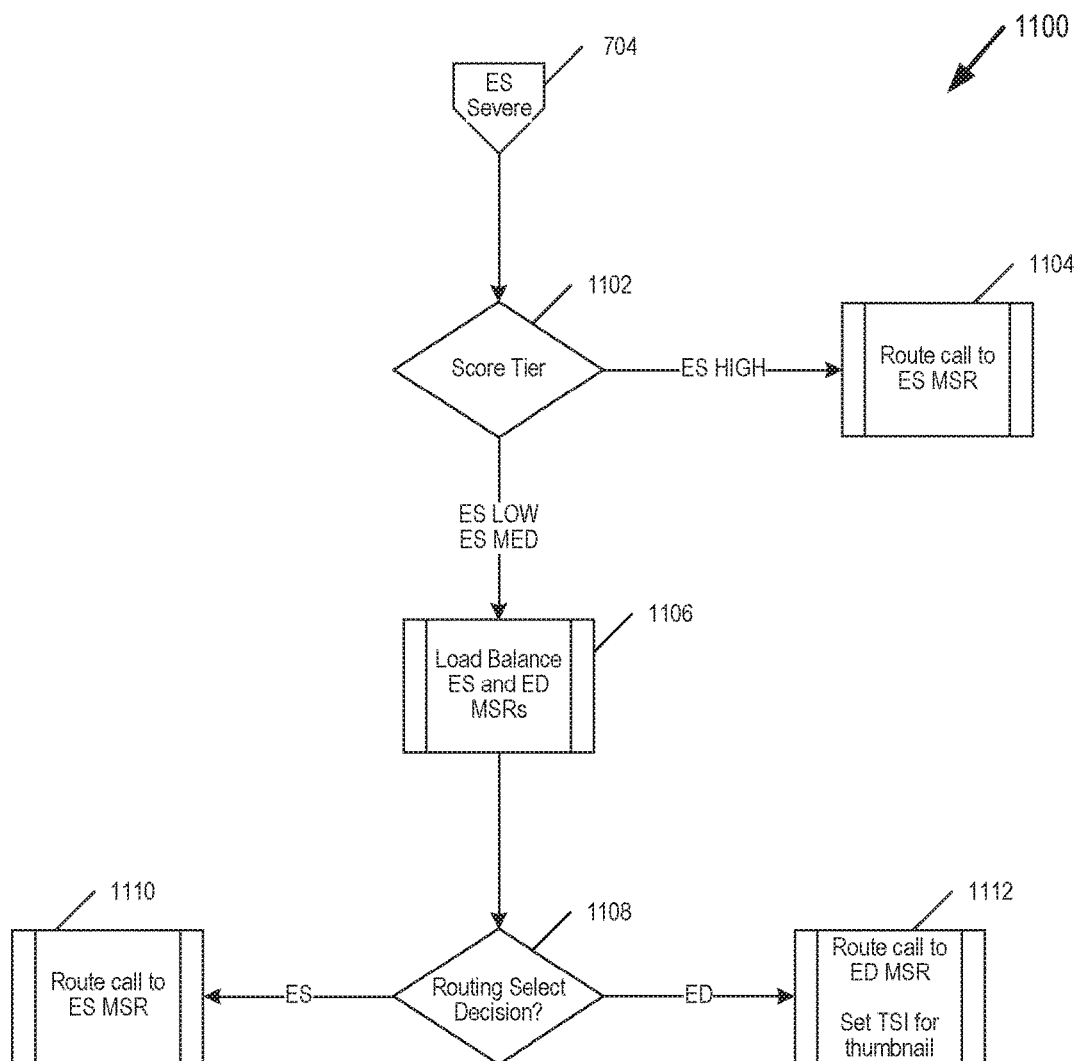 1100
704
ES
Severe
1102
1104
Score Tier
ES HIGH
Route call to
ES MSR
ES LOW
ES MED
1106
Load Balance
ES and ED
MSRs
1110
1108
1112
Route call to
ES MSR
ES
Routing Select
Decision?
ED
Route call to
ED MSR
Set TSI for
thumbnail